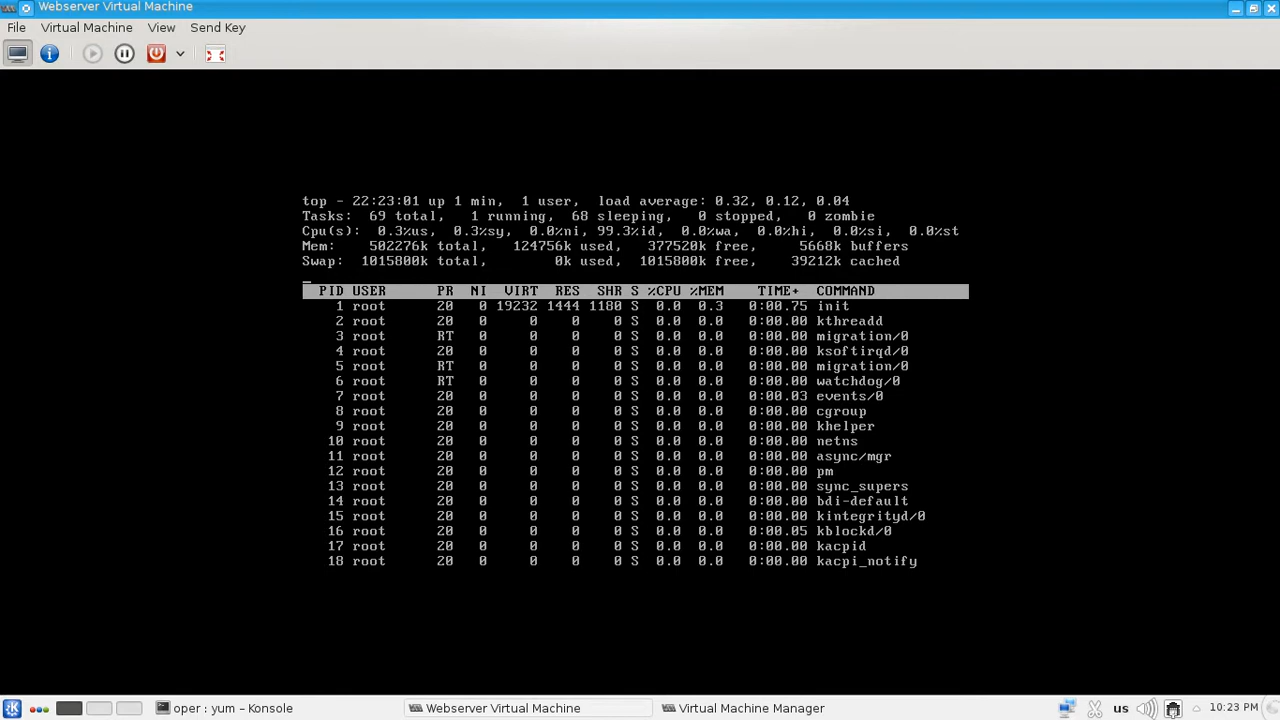 Webserver Virtual Machine
File Virtual Machine View Send Key
top - 22:23:01 up 1 min,  1 user,  load average: 0.32, 0.12, 0.04
Tasks:  69 total,   1 running,  68 sleeping,   0 stopped,   0 zombie
Cpu(s):  0.3%us,  0.3%sy,  0.0%ni, 99.3%id,  0.0%wa,  0.0%hi,  0.0%si,  0.0%st
Mem:    502276k total,   124756k used,   377520k free,     5668k buffers
Swap:  1015800k total,        0k used,  1015800k free,    39212k cached
PID USER PR NI VIRT RES SHR S %CPU %MEM TIME+ COMMAND
1 root 20 0 19232 1444 1180 S 0.0 0.3 0:00.75 init
2 root 20 0 0 0 0 S 0.0 0.0 0:00.00 kthreadd
3 root RT 0 0 0 0 S 0.0 0.0 0:00.00 migration/0
4 root 20 0 0 0 0 S 0.0 0.0 0:00.00 ksoftirqd/0
5 root RT 0 0 0 0 S 0.0 0.0 0:00.00 migration/0
6 root RT 0 0 0 0 S 0.0 0.0 0:00.00 watchdog/0
7 root 20 0 0 0 0 S 0.0 0.0 0:00.03 events/0
8 root 20 0 0 0 0 S 0.0 0.0 0:00.00 cgroup
9 root 20 0 0 0 0 S 0.0 0.0 0:00.00 khelper
10 root 20 0 0 0 0 S 0.0 0.0 0:00.00 netns
11 root 20 0 0 0 0 S 0.0 0.0 0:00.00 async/mgr
12 root 20 0 0 0 0 S 0.0 0.0 0:00.00 pm
13 root 20 0 0 0 0 S 0.0 0.0 0:00.00 sync_supers
14 root 20 0 0 0 0 S 0.0 0.0 0:00.00 bdi-default
15 root 20 0 0 0 0 S 0.0 0.0 0:00.00 kintegrityd/0
16 root 20 0 0 0 0 S 0.0 0.0 0:00.05 kblockd/0
17 root 20 0 0 0 0 S 0.0 0.0 0:00.00 kacpid
18 root 20 0 0 0 0 S 0.0 0.0 0:00.00 kacpi_notify
oper : yum – Konsole Webserver Virtual Machine Virtual Machine Manager us 10:23 PM